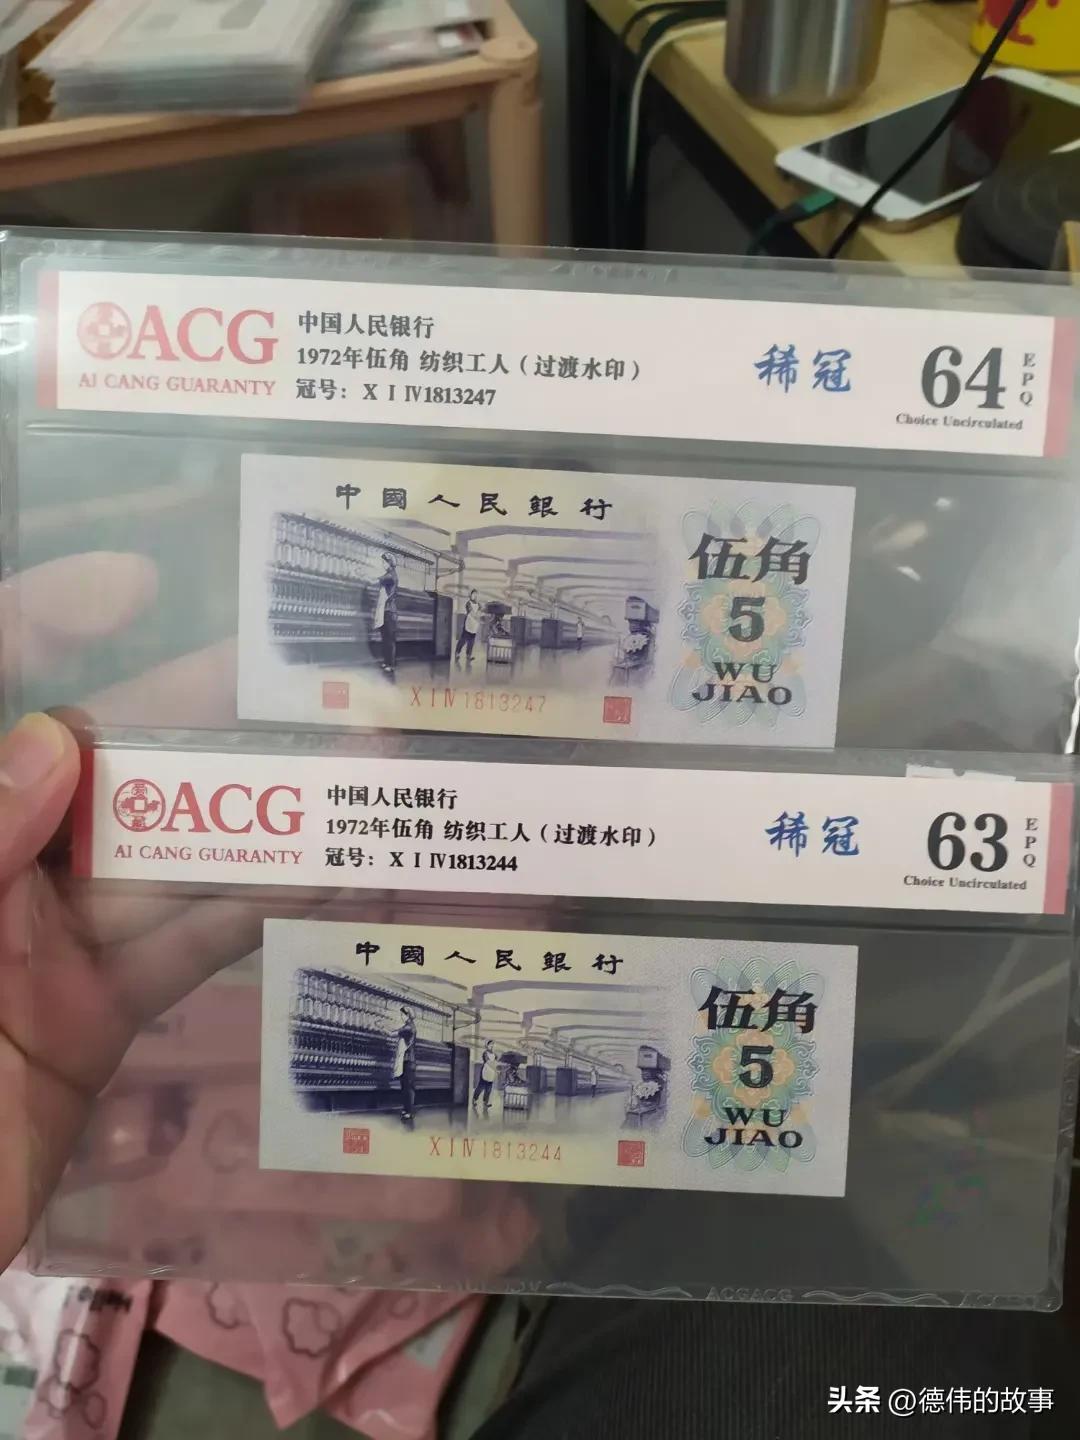 ACG
AI CANG GUARANTY
中国人民银行
1972年伍角 纺织工人（过渡水印）
冠号：X I IV1813247
稀冠
64
EPQ
Choice Uncirculated
中國人民銀行
伍角
5
WU
JIAO
X I IV 1813247
ACG
AI CANG GUARANTY
中国人民银行
1972年伍角 纺织工人（过渡水印）
冠号：X I IV1813244
稀冠
63
EPQ
Choice Uncirculated
中國人民銀行
伍角
5
WU
JIAO
X I IV 1813244
ACGACG
头条 @德伟的故事